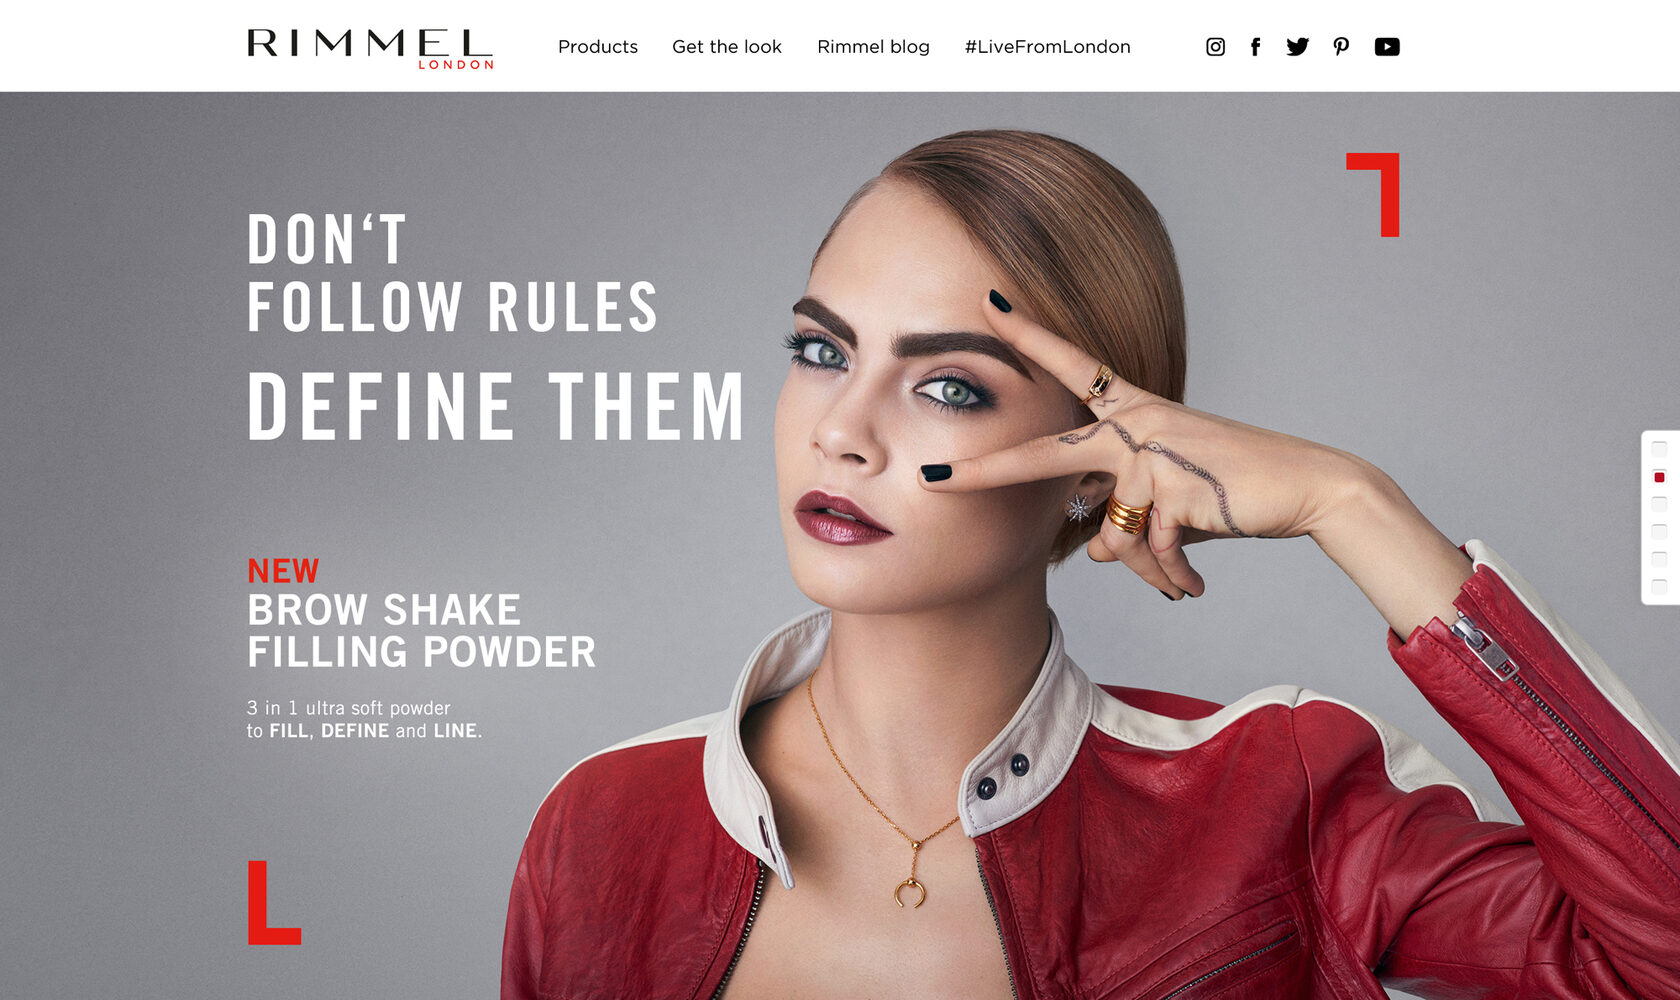 RIMMEL
LONDON
Products
Get the look
Rimmel blog
#LiveFromLondon
DON‘T
FOLLOW RULES
DEFINE THEM
NEW
BROW SHAKE
FILLING POWDER
3 in 1 ultra soft powder
to FILL, DEFINE and LINE.